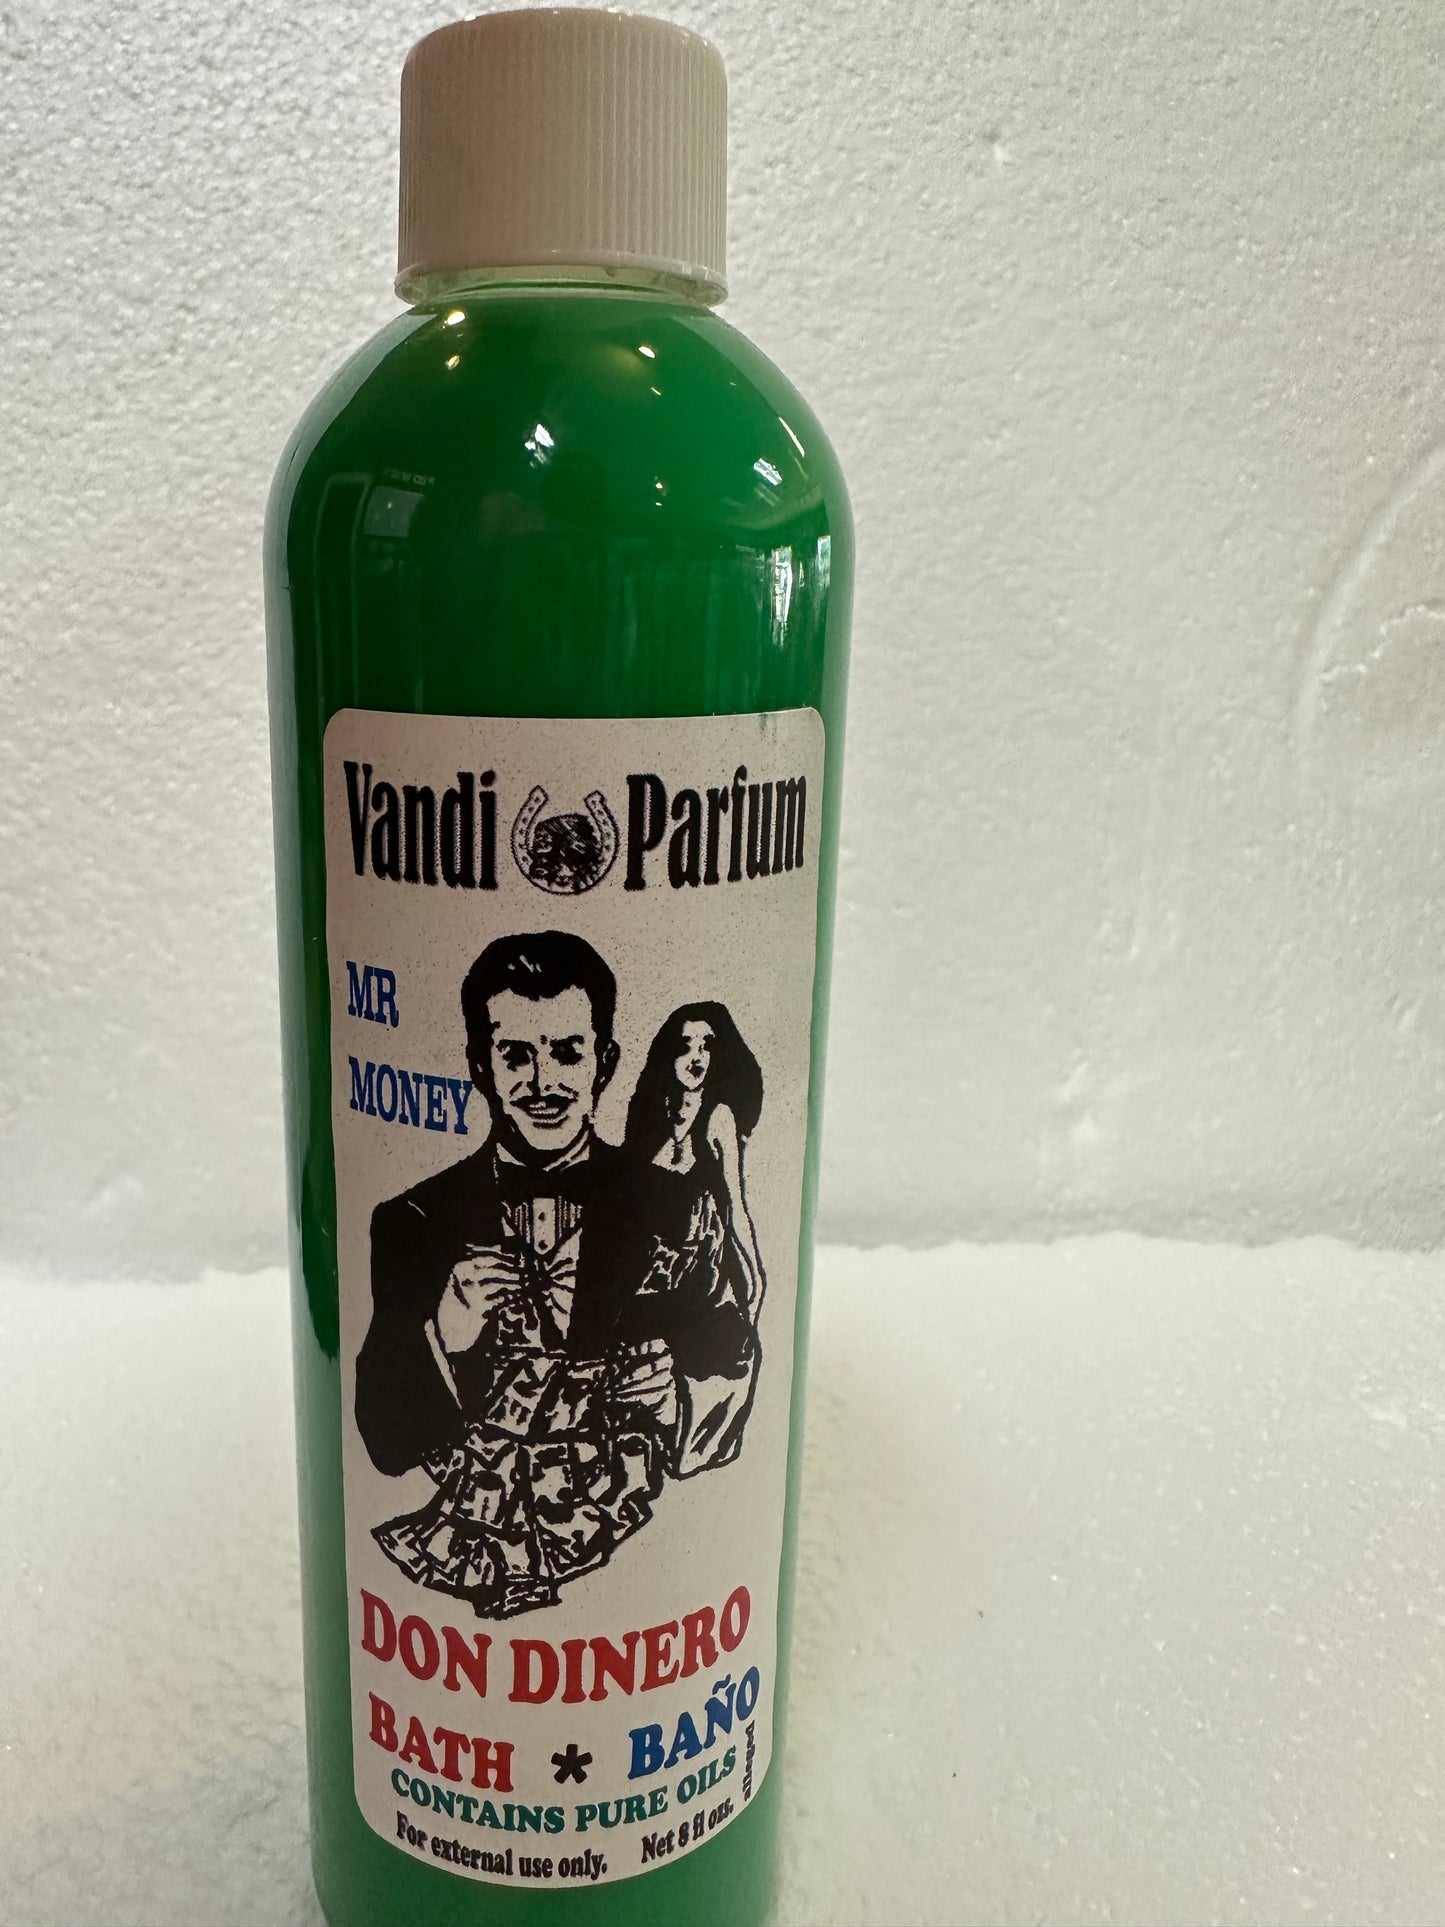 Vandi Parfum
MR
MONEY
DON DINERO
BATH * BAÑO
alleged
CONTAINS PURE OILS
For external use only. Net 8 fl ozs.